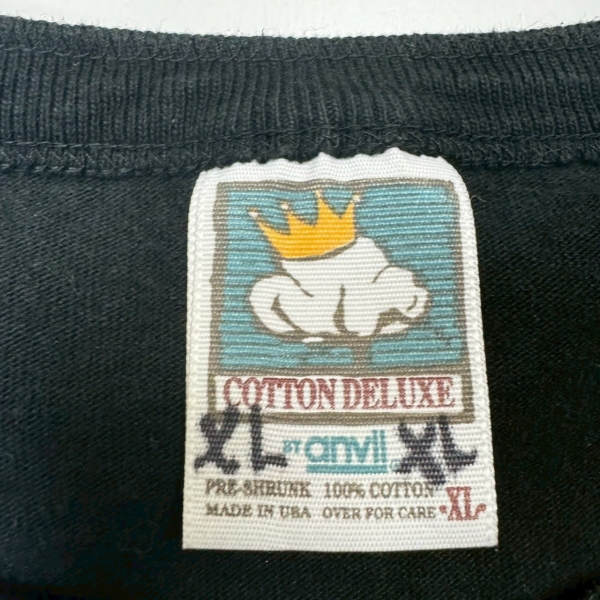 COTTON DELUXE
XL BY anvil XL
PRE-SHRUNK 100% COTTON
MADE IN USA OVER FOR CARE "XL"